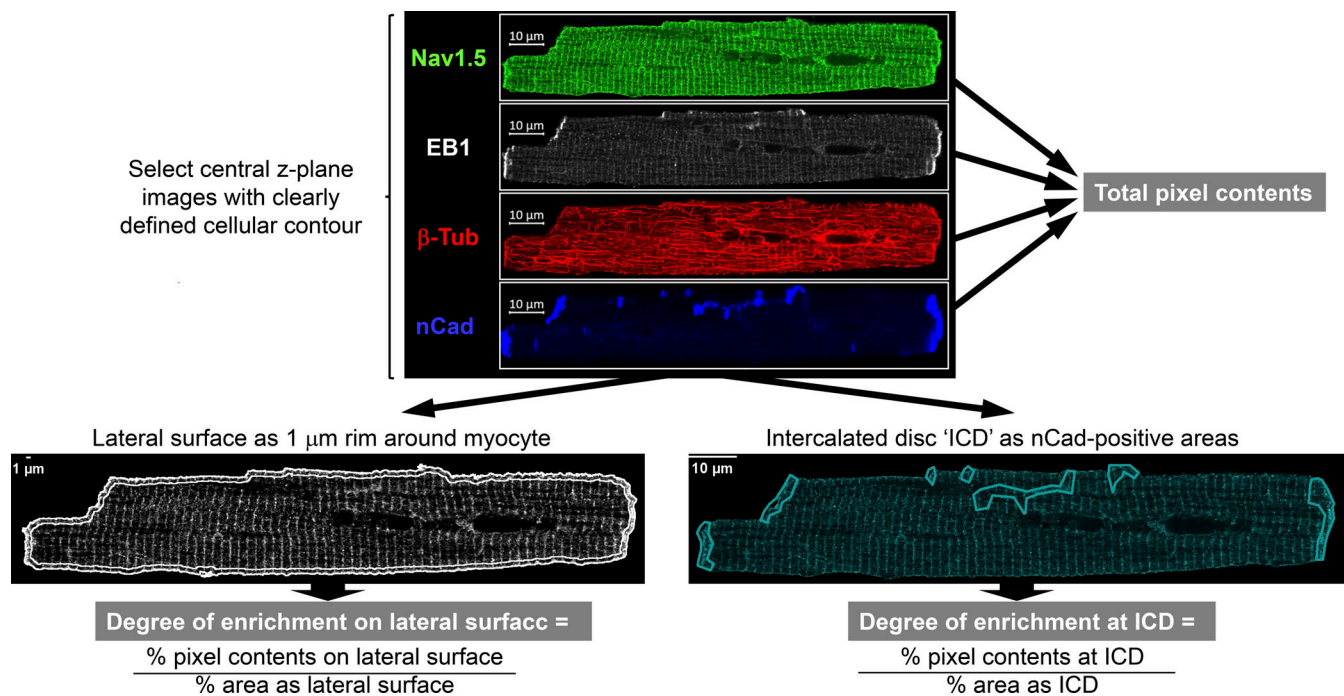 Select central z-plane
images with clearly
defined cellular contour
Nav1.5
10 µm
EB1
10 µm
β-Tub
10 µm
nCad
10 µm
Total pixel contents
Lateral surface as 1 µm rim around myocyte
1 µm
Degree of enrichment on lateral surfacc =
% pixel contents on lateral surface
% area as lateral surface
Intercalated disc ‘ICD’ as nCad-positive areas
10 µm
Degree of enrichment at ICD =
% pixel contents at ICD
% area as ICD